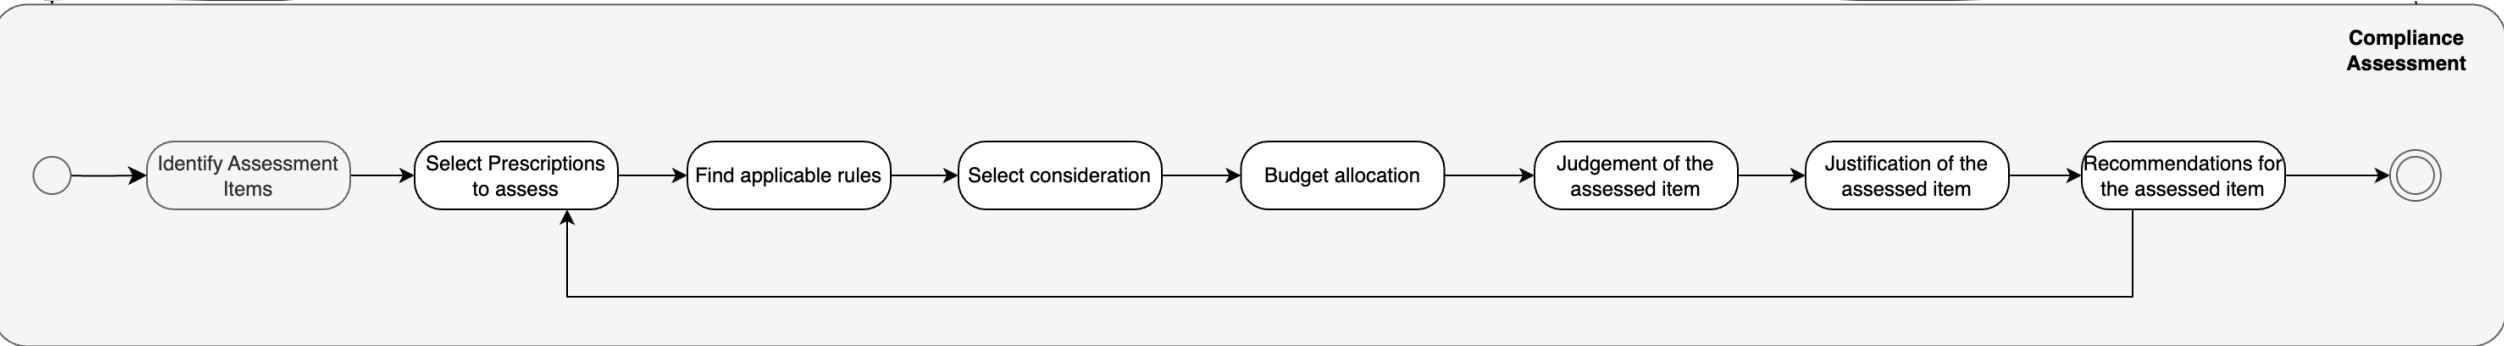 Compliance
Assessment
Identify Assessment
Items
Select Prescriptions
to assess
Find applicable rules
Select consideration
Budget allocation
Judgement of the
assessed item
Justification of the
assessed item
Recommendations for
the assessed item